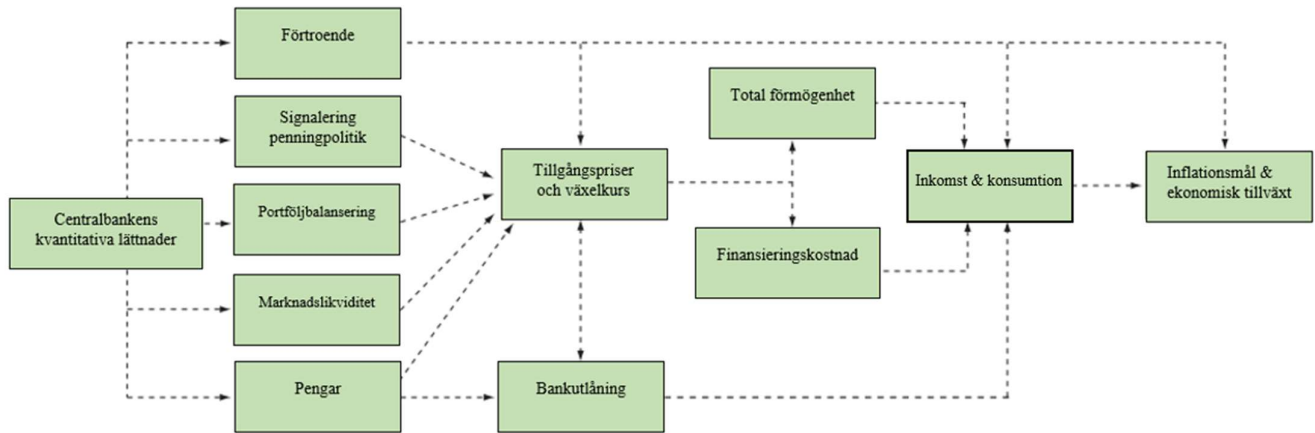 Förtroende
Signalering
penningpolitik
Portföljbalansering
Marknadslikviditet
Pengar
Centralbankens
kvantitativa lättnader
Tillgångspriser
och växelkurs
Bankutlåning
Total förmögenhet
Finansieringskostnad
Inkomst & konsumtion
Inflationsmål &
ekonomisk tillväxt